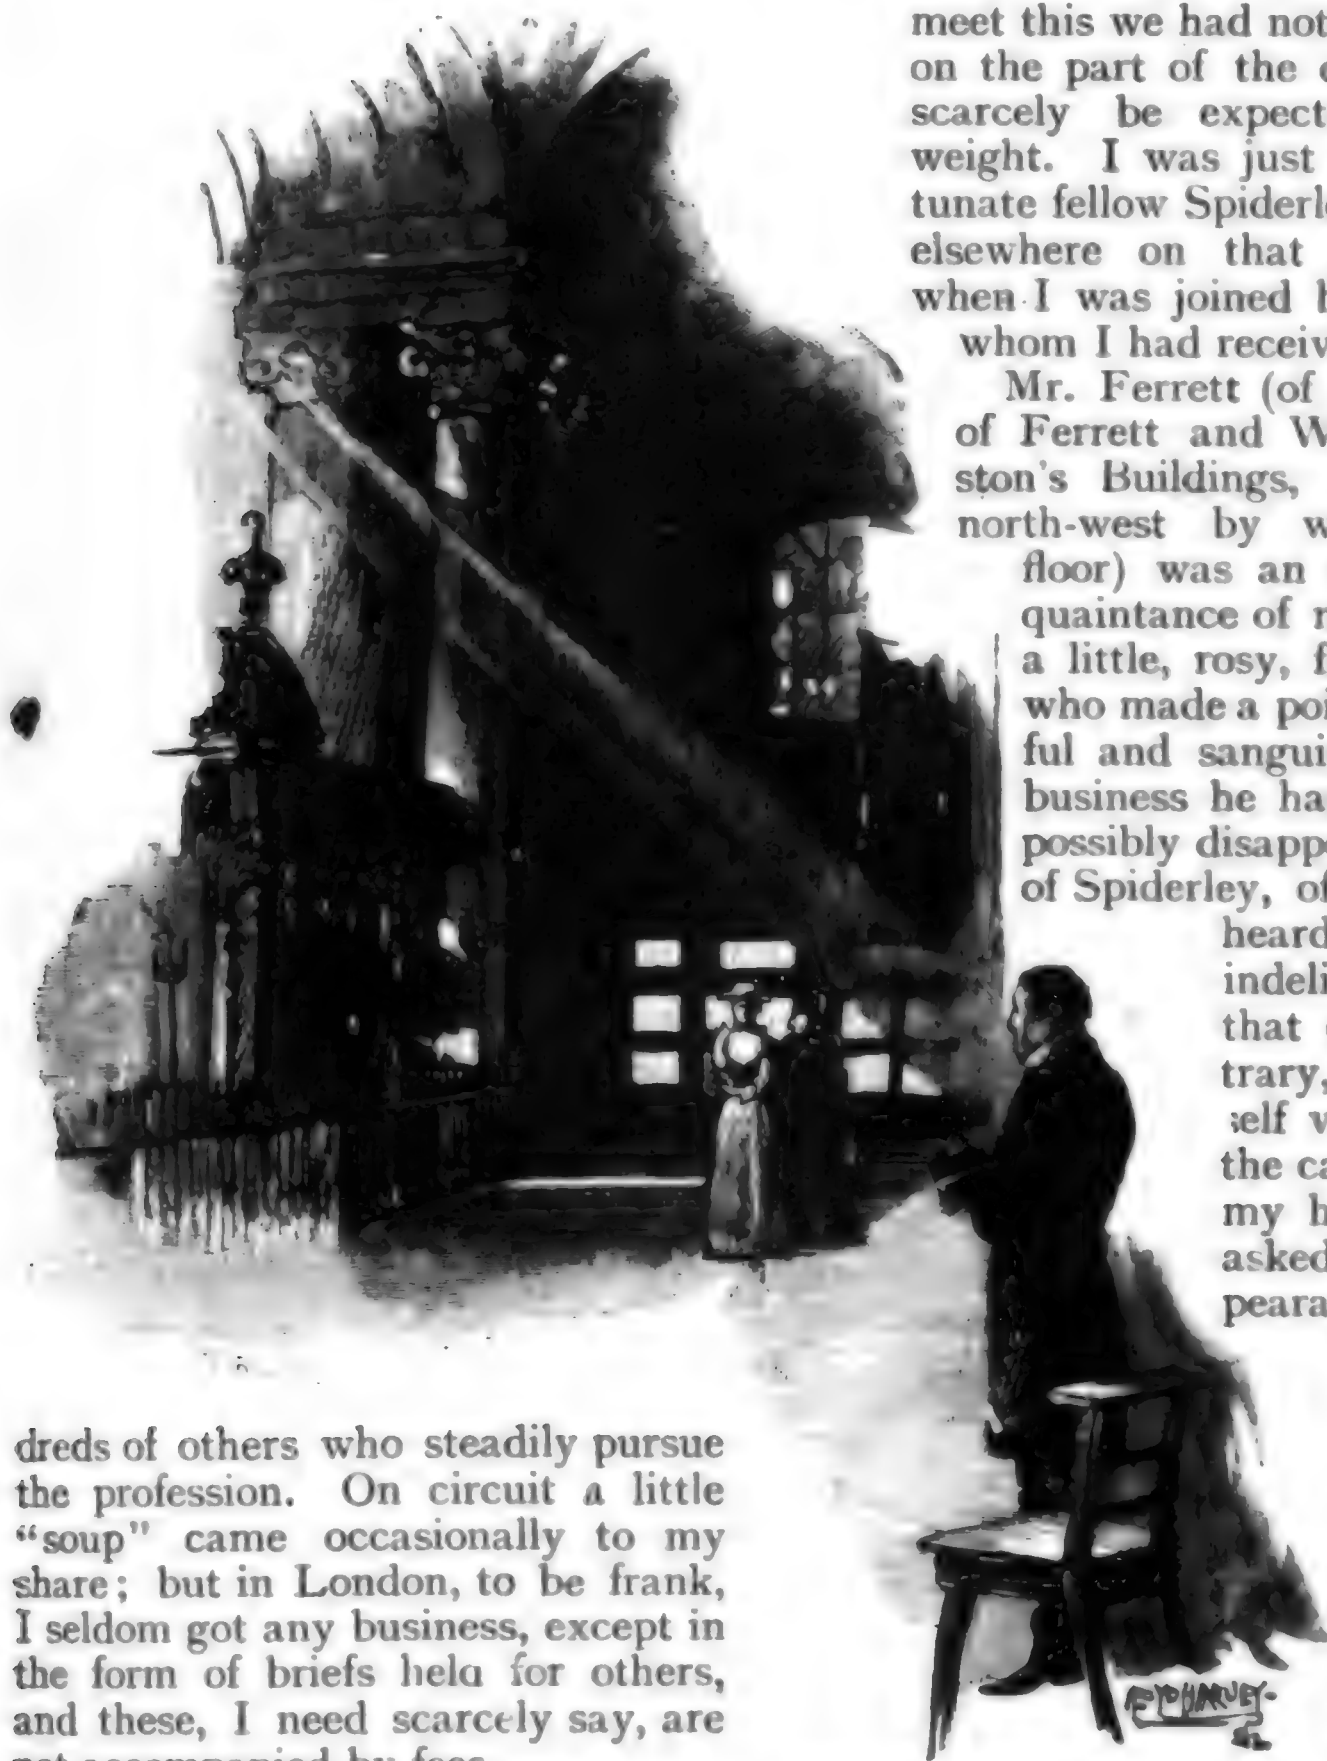 dreds of others who steadily pursue
the profession. On circuit a little
“soup” came occasionally to my
share; but in London, to be frank,
I seldom got any business, except in
the form of briefs held for others,
and these, I need scarcely say, are
not accompanied by fees.
meet this we had not
on the part of the
scarcely be expect
weight. I was just
tunate fellow Spiderl
elsewhere on that
when I was joined
whom I had receiv
Mr. Ferrett (of
of Ferrett and W
ston's Buildings,
north-west by w
floor) was an
quaintance of
a little, rosy, f
who made a poi
ful and sangui
business he ha
possibly disapp
of Spiderley, of
heard
indeli
that
trary,
self v
the ca
my h
asked
peara